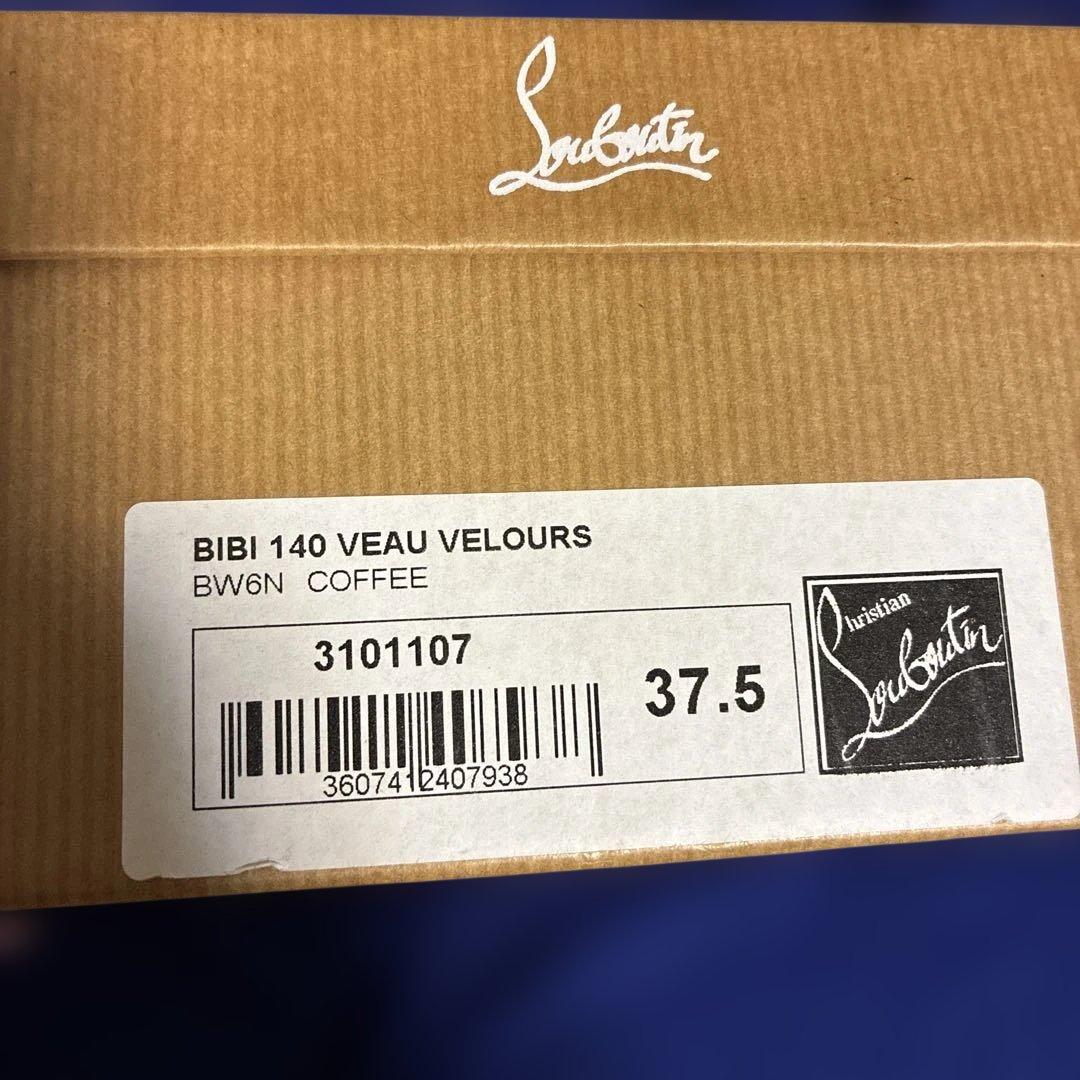 Louboutin
BIBI 140 VEAU VELOURS
BW6N COFFEE
3101107
37.5
3607412407938
Christian
Louboutin